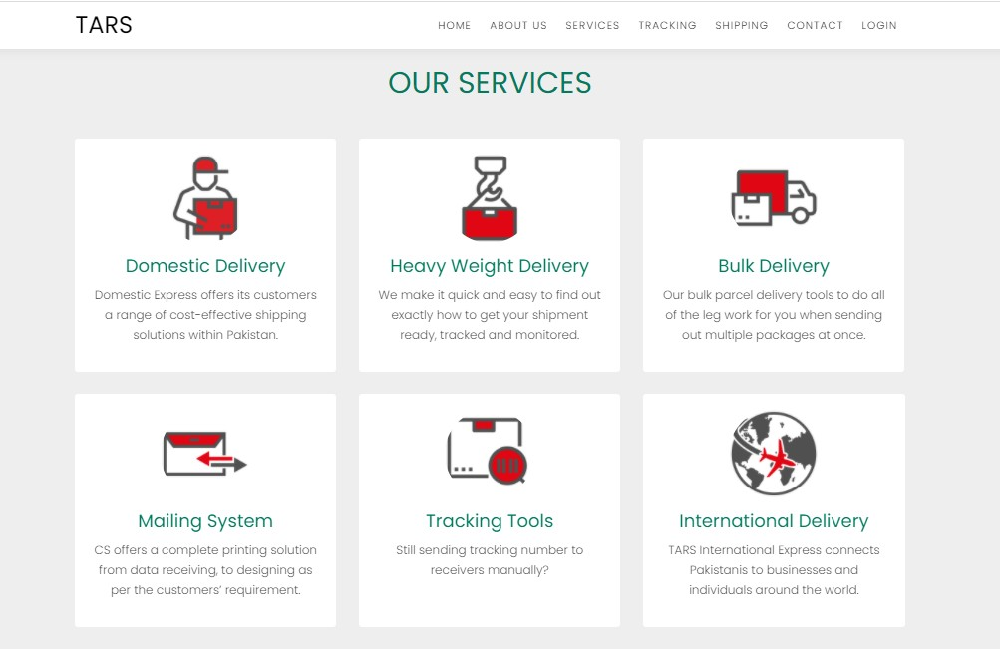 TARS
HOME ABOUT US SERVICES TRACKING SHIPPING CONTACT LOGIN
OUR SERVICES
Domestic Delivery
Domestic Express offers its customers
a range of cost-effective shipping
solutions within Pakistan.
Heavy Weight Delivery
We make it quick and easy to find out
exactly how to get your shipment
ready, tracked and monitored.
Bulk Delivery
Our bulk parcel delivery tools to do all
of the leg work for you when sending
out multiple packages at once.
Mailing System
CS offers a complete printing solution
from data receiving, to designing as
per the customers’ requirement.
Tracking Tools
Still sending tracking number to
receivers manually?
International Delivery
TARS International Express connects
Pakistanis to businesses and
individuals around the world.